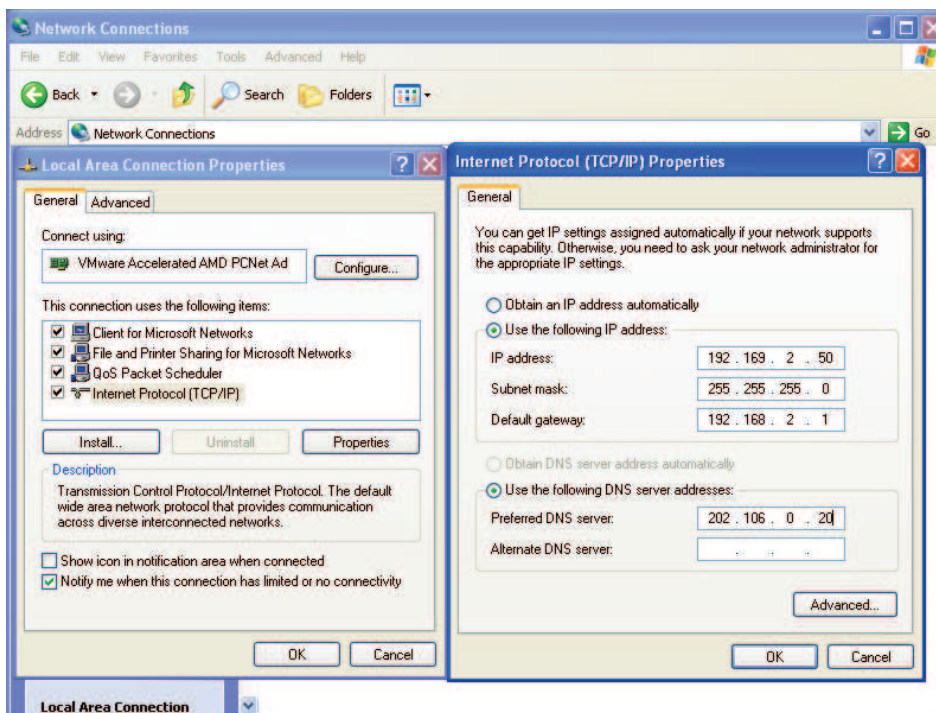 Network Connections
File Edit View Favorites Tools Advanced Help
Back Search Folders
Address Network Connections Go
Local Area Connection Properties
General Advanced
Connect using:
VMware Accelerated AMD PCNet Ad Configure...
This connection uses the following items:
Client for Microsoft Networks
File and Printer Sharing for Microsoft Networks
QoS Packet Scheduler
Internet Protocol (TCP/IP)
Install... Uninstall Properties
Description
Transmission Control Protocol/Internet Protocol. The default
wide area network protocol that provides communication
across diverse interconnected networks.
Show icon in notification area when connected
Notify me when this connection has limited or no connectivity
OK Cancel
Internet Protocol (TCP/IP) Properties
General
You can get IP settings assigned automatically if your network supports
this capability. Otherwise, you need to ask your network administrator for
the appropriate IP settings.
Obtain an IP address automatically
Use the following IP address:
IP address: 192 . 169 . 2 . 50
Subnet mask: 255 . 255 . 255 . 0
Default gateway: 192 . 168 . 2 . 1
Obtain DNS server address automatically
Use the following DNS server addresses:
Preferred DNS server: 202 . 106 . 0 . 20
Alternate DNS server: . . .
Advanced...
OK Cancel
Local Area Connection